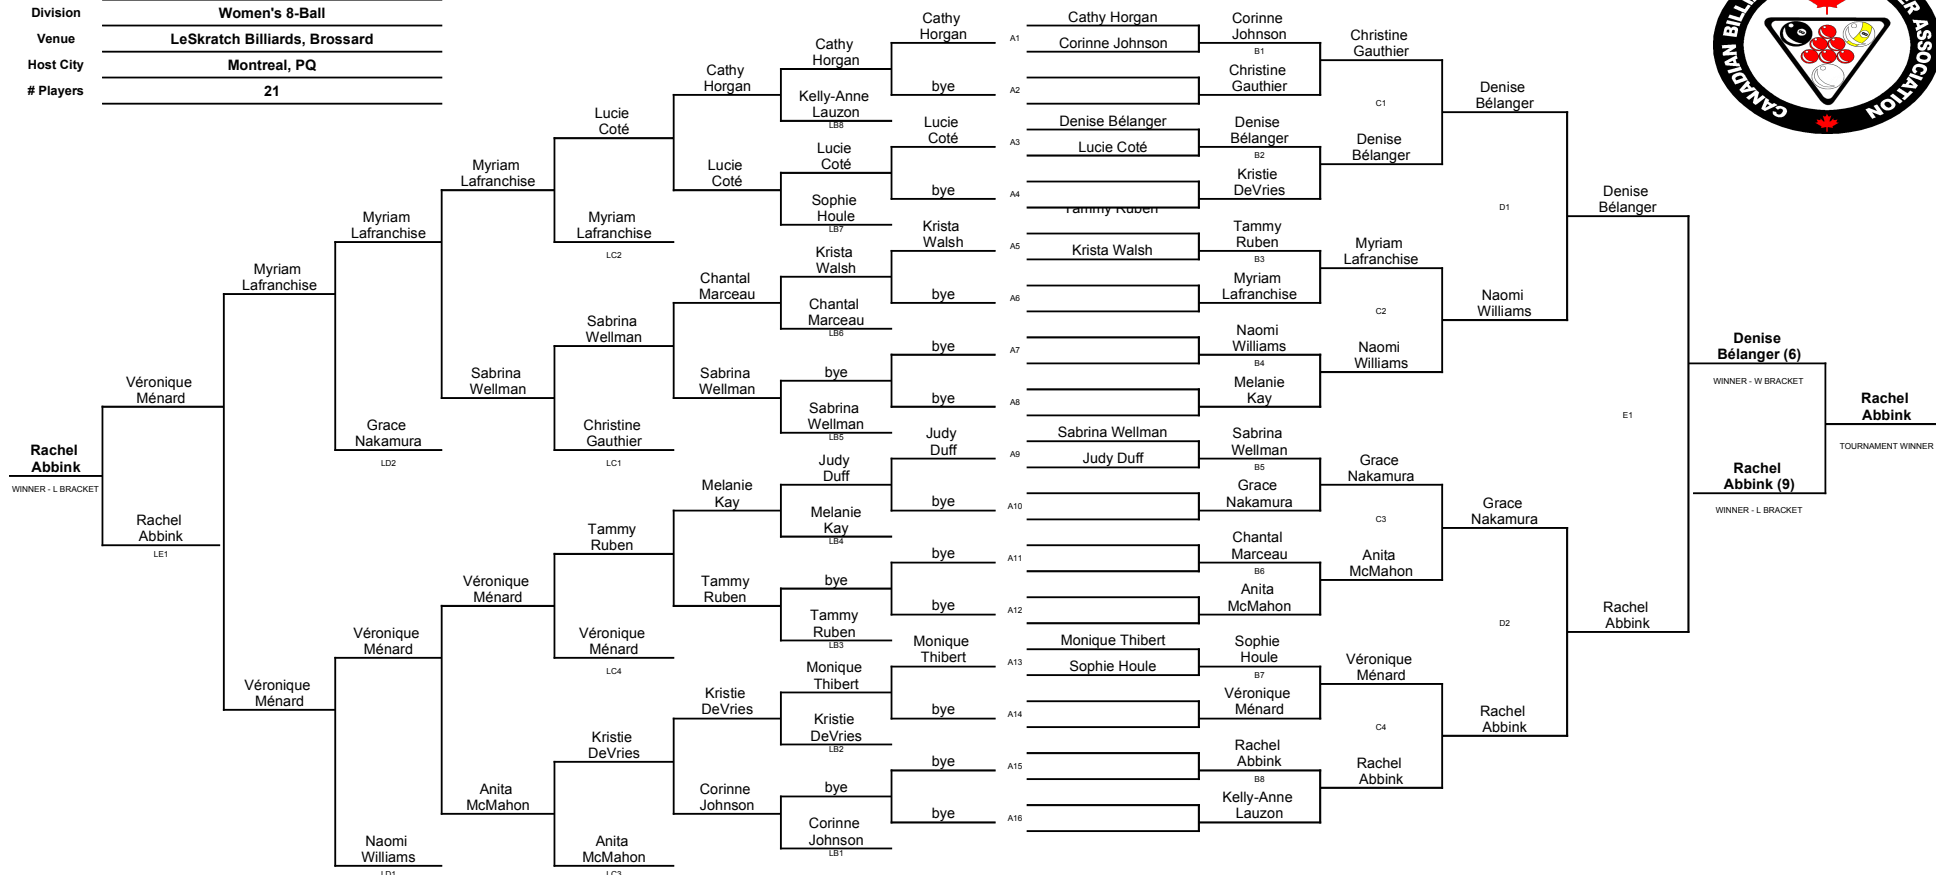 Division Women's 8-Ball
Venue LeSkratch Billiards, Brossard
Host City Montreal, PQ
# Players 21
Rachel
Abbink
WINNER - L BRACKET
Véronique
Ménard
Rachel
Abbink
LE1
Myriam
Lafranchise
Véronique
Ménard
Myriam
Lafranchise
Grace
Nakamura
LD2
Véronique
Ménard
Naomi
Williams
LD1
Myriam
Lafranchise
Sabrina
Wellman
Véronique
Ménard
Anita
McMahon
Lucie
Coté
Myriam
Lafranchise
LC2
Sabrina
Wellman
Christine
Gauthier
LC1
Tammy
Ruben
Véronique
Ménard
LC4
Kristie
DeVries
Anita
McMahon
LC3
Cathy
Horgan
Lucie
Coté
Chantal
Marceau
Sabrina
Wellman
Melanie
Kay
Tammy
Ruben
Kristie
DeVries
Corinne
Johnson
Cathy
Horgan
Kelly-Anne
Lauzon
LB8
Lucie
Coté
Sophie
Houle
LB7
Krista
Walsh
Chantal
Marceau
LB6
bye
Sabrina
Wellman
LB5
Judy
Duff
Melanie
Kay
LB4
bye
Tammy
Ruben
LB3
Monique
Thibert
Kristie
DeVries
LB2
bye
Corinne
Johnson
LB1
Cathy
Horgan
bye
Lucie
Coté
bye
Krista
Walsh
bye
bye
bye
Judy
Duff
bye
bye
bye
Monique
Thibert
bye
bye
bye
A1
A2
A3
A4
A5
A6
A7
A8
A9
A10
A11
A12
A13
A14
A15
A16
Cathy Horgan
Corinne Johnson
Denise Bélanger
Lucie Coté
Tammy Ruben
Krista Walsh
Sabrina Wellman
Judy Duff
Monique Thibert
Sophie Houle
Corinne
Johnson
B1
Christine
Gauthier
Denise
Bélanger
B2
Kristie
DeVries
Tammy
Ruben
B3
Myriam
Lafranchise
Naomi
Williams
B4
Melanie
Kay
Sabrina
Wellman
B5
Grace
Nakamura
Chantal
Marceau
B6
Anita
McMahon
Sophie
Houle
B7
Véronique
Ménard
Rachel
Abbink
B8
Kelly-Anne
Lauzon
Christine
Gauthier
C1
Denise
Bélanger
Myriam
Lafranchise
C2
Naomi
Williams
Grace
Nakamura
C3
Anita
McMahon
Véronique
Ménard
C4
Rachel
Abbink
Denise
Bélanger
D1
Naomi
Williams
Grace
Nakamura
D2
Rachel
Abbink
Denise
Bélanger
E1
Rachel
Abbink
Denise
Bélanger (6)
WINNER - W BRACKET
Rachel
Abbink (9)
WINNER - L BRACKET
Rachel
Abbink
TOURNAMENT WINNER
CANADIAN
ASSOCIATION